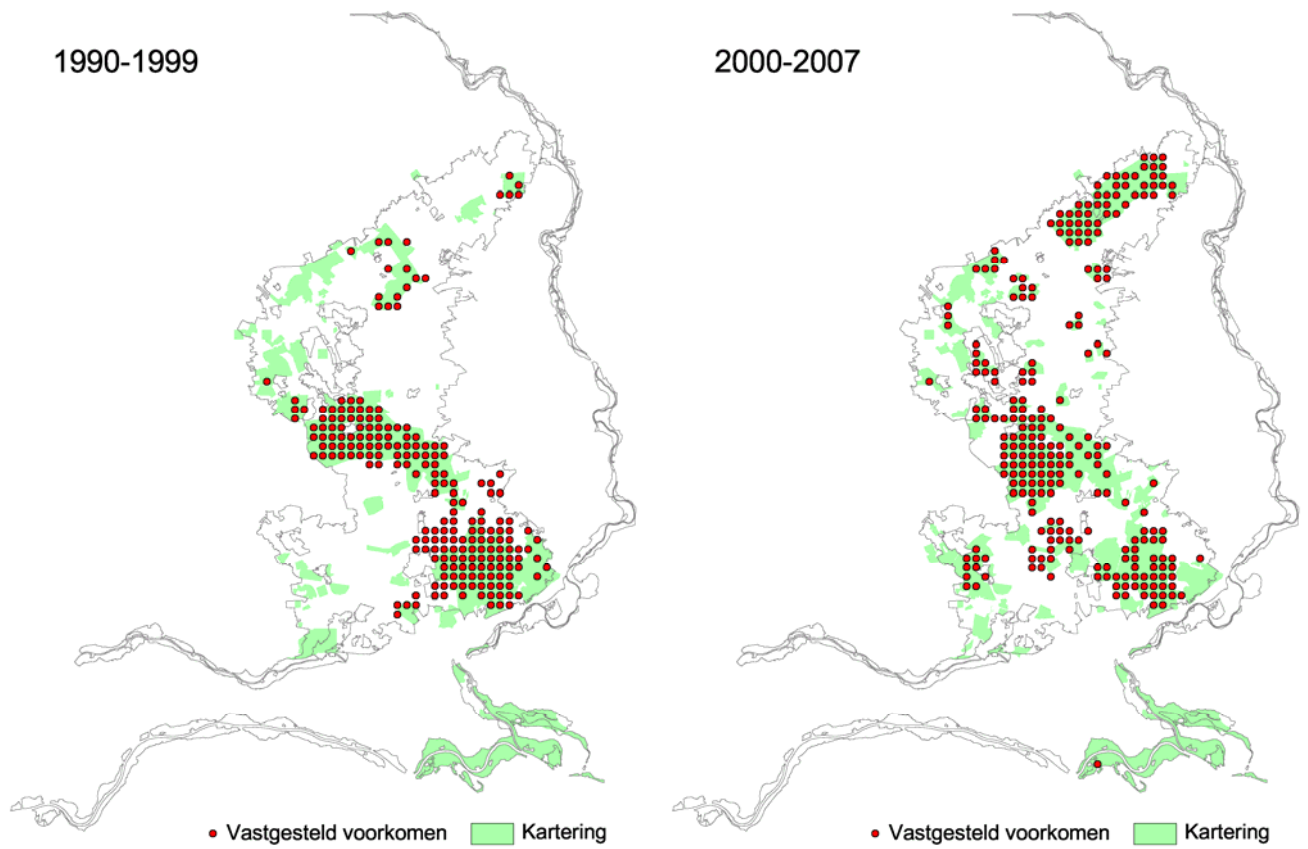 1990-1999
2000-2007
Vastgesteld voorkomen
Kartering
Vastgesteld voorkomen
Kartering